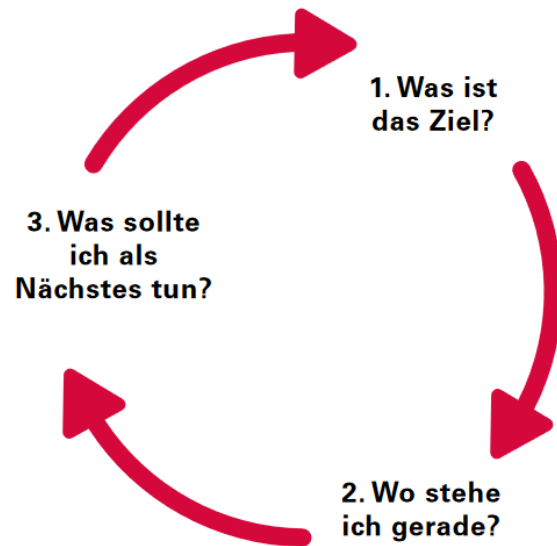 1. Was ist
das Ziel?
2. Wo stehe
ich gerade?
3. Was sollte
ich als
Nächstes tun?